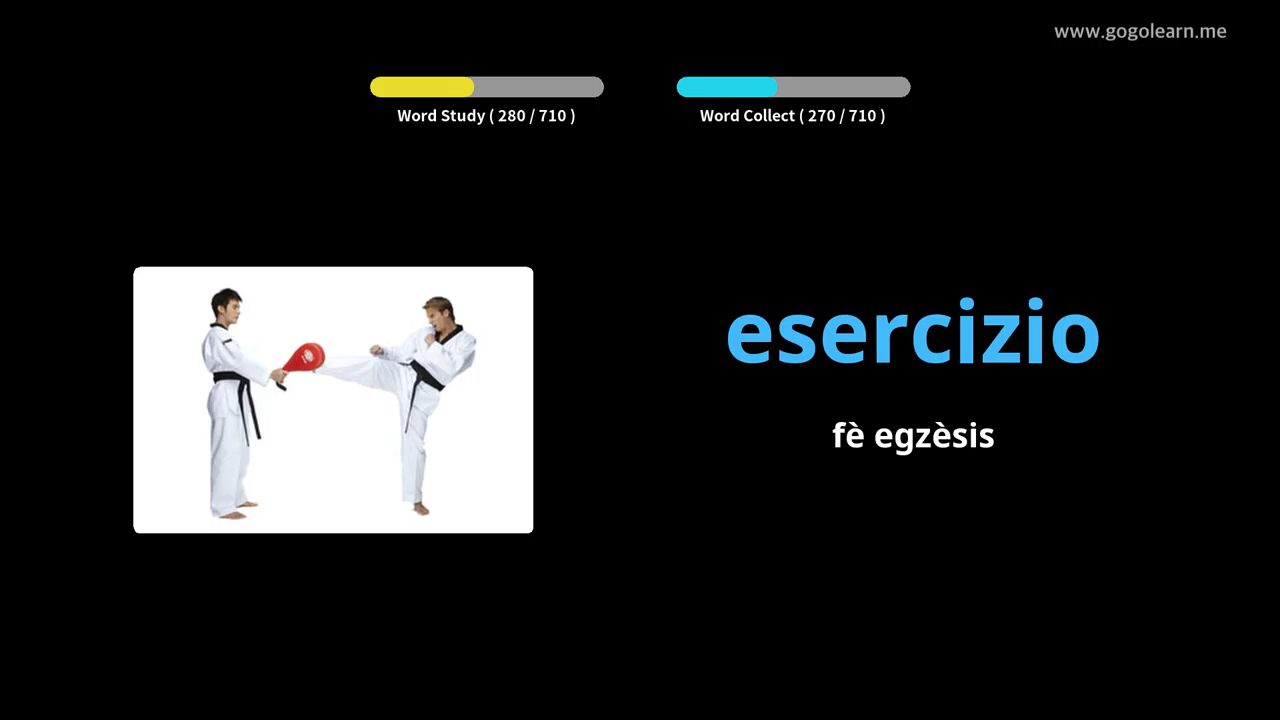 www.gogolearn.me
Word Study ( 280 / 710 )
Word Collect ( 270 / 710 )
esercizio
fè egzèsis